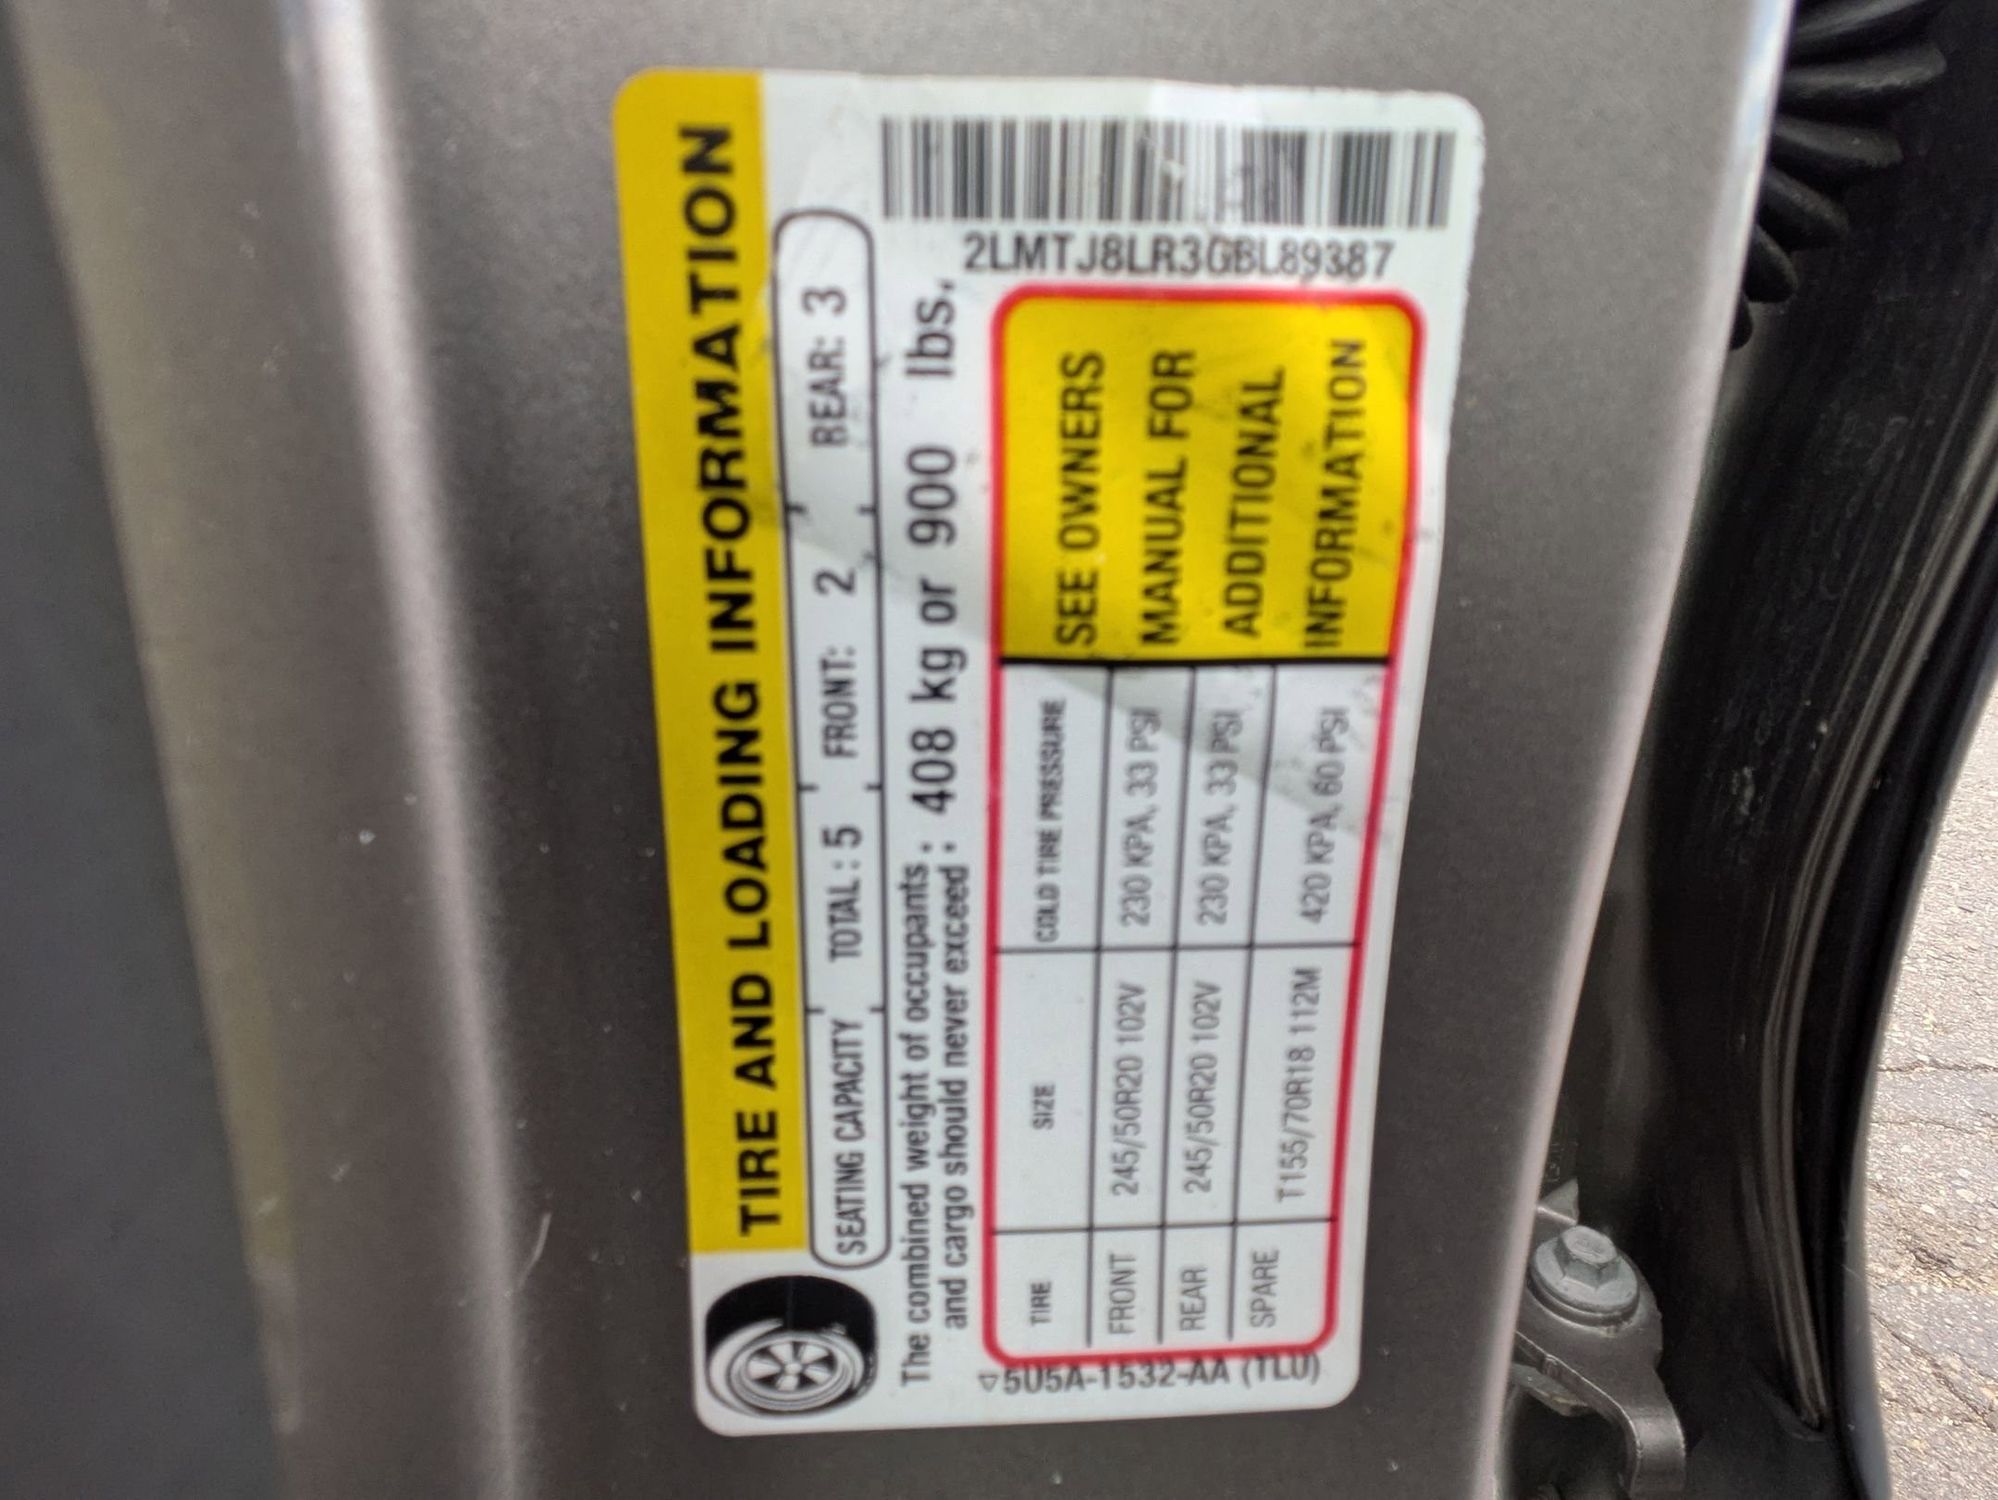 TIRE AND LOADING INFORMATION
SEATING CAPACITY TOTAL: 5 FRONT: 2 REAR: 3
The combined weight of occupants
and cargo should never exceed : 408 kg or 900 lbs.
TIRE SIZE COLD TIRE PRESSURE
FRONT 245/50R20 102V 230 KPA, 33 PSI
REAR 245/50R20 102V 230 KPA, 33 PSI
SPARE T155/70R18 112M 420 KPA, 60 PSI
SEE OWNERS
MANUAL FOR
ADDITIONAL
INFORMATION
5U5A-1532-AA (TLU)
2LMTJ8LR3GBL89387